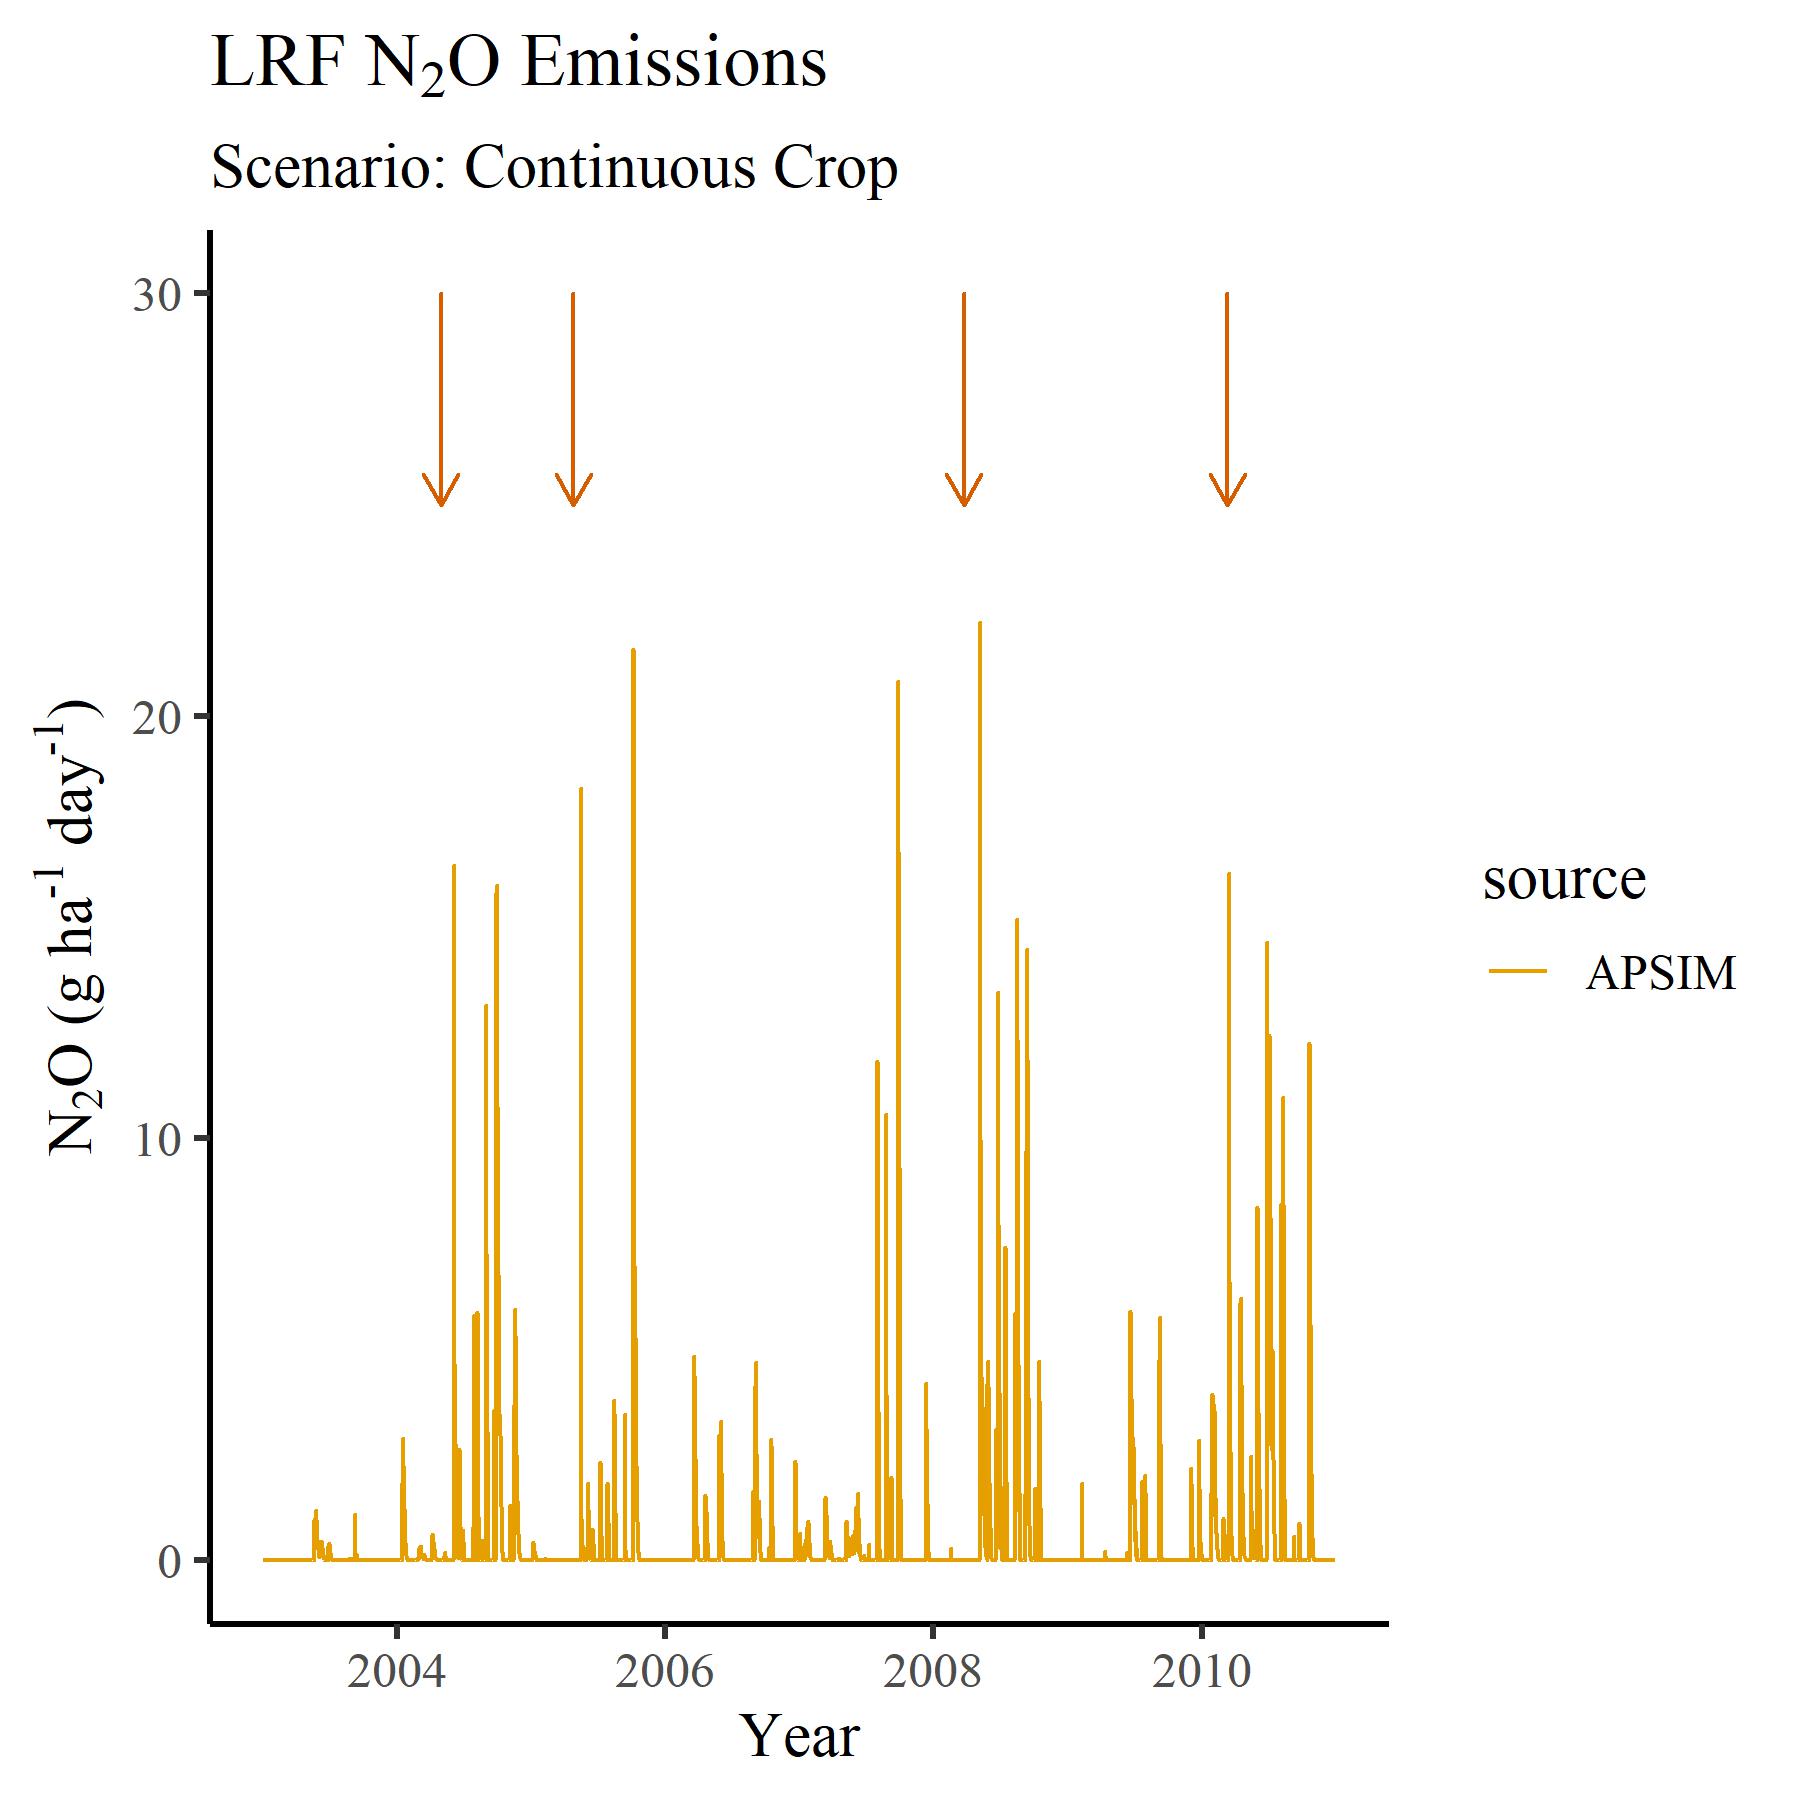 LRF N₂O Emissions
Scenario: Continuous Crop
30
20
10
0
N₂O (g ha⁻¹ day⁻¹)
2004 2006 2008 2010
Year
source
APSIM